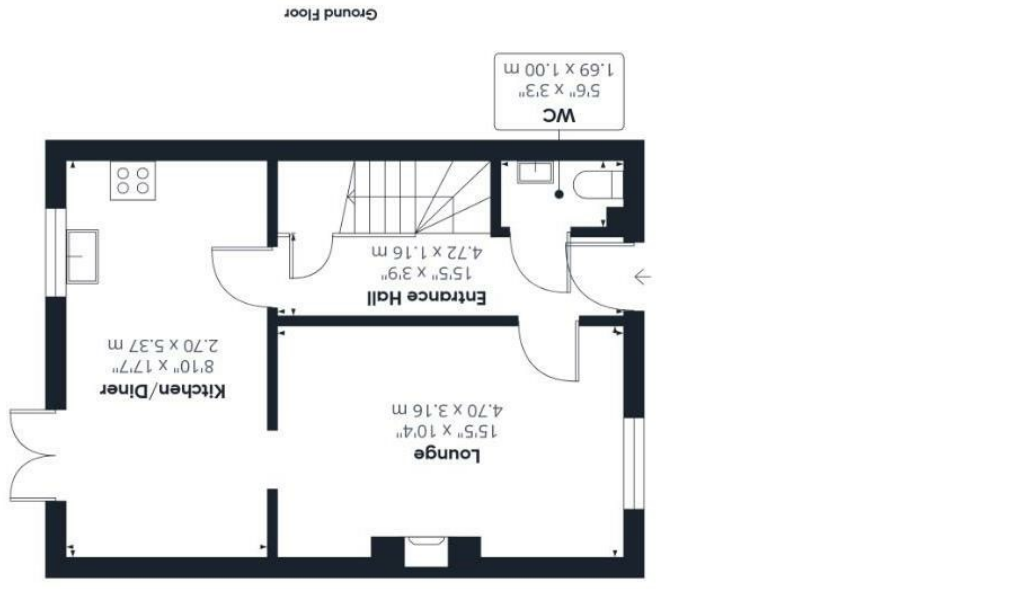 Lounge
15'5" x 10'4"
4.70 x 3.16 m
Kitchen/Diner
8'10" x 17'7"
2.70 x 5.37 m
Entrance Hall
15'5" x 3'9"
4.72 x 1.16 m
WC
5'6" x 3'3"
1.69 x 1.00 m
Ground Floor